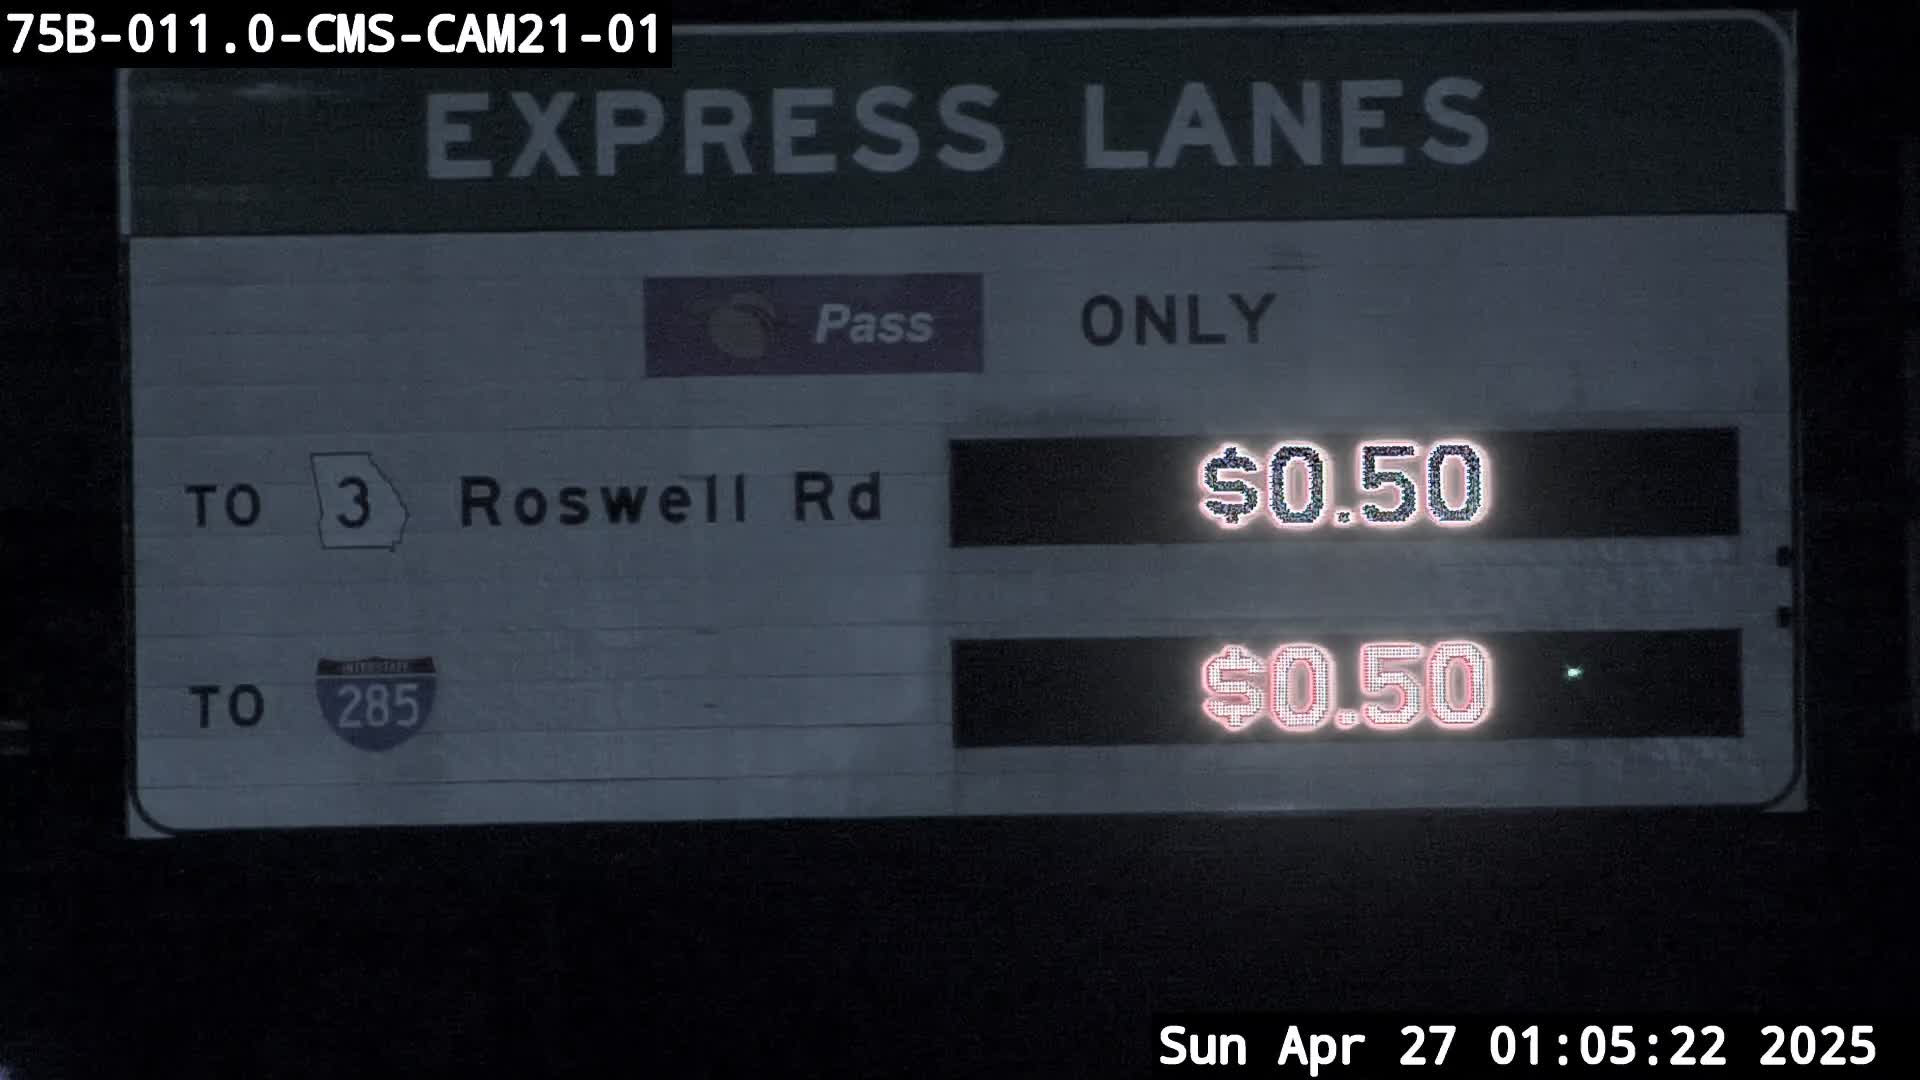 75B-011.0-CMS-CAM21-01
EXPRESS LANES
Pass ONLY
TO 3 Roswell Rd $0.50
INTERSTATE
TO 285 $0.50
Sun Apr 27 01:05:22 2025